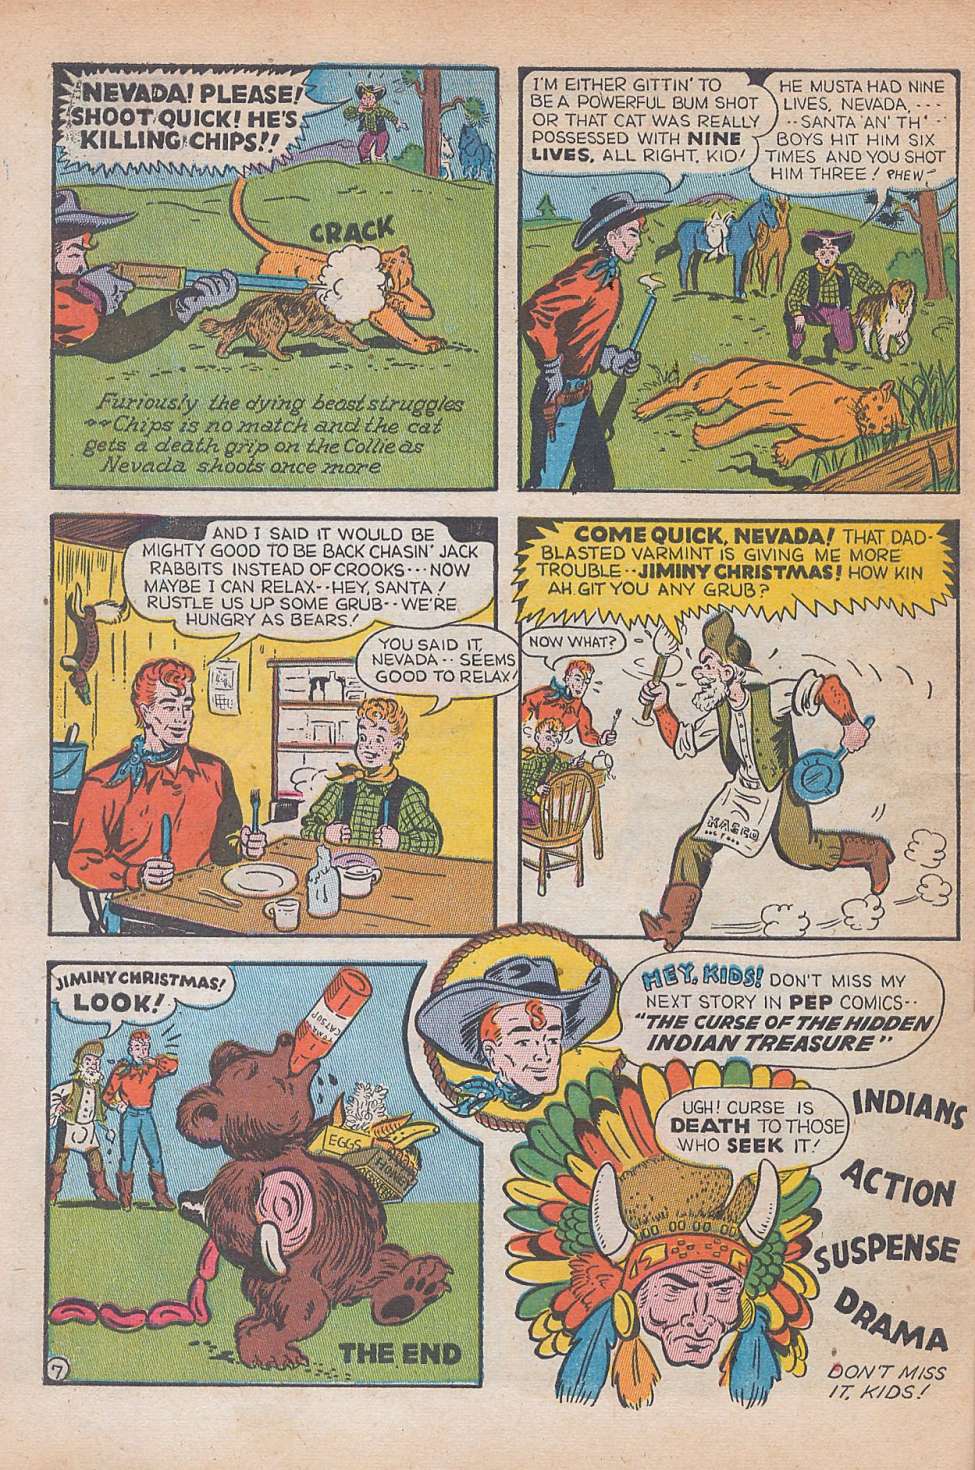 NEVADA! PLEASE!
SHOOT QUICK! HE'S
KILLING CHIPS!!
CRACK
Furiously the dying beast struggles
--Chips is no match and the cat
gets a death grip on the Collie as
Nevada shoots once more
I'M EITHER GITTIN' TO
BE A POWERFUL BUM SHOT
OR THAT CAT WAS REALLY
POSSESSED WITH NINE
LIVES, ALL RIGHT, KID!
HE MUSTA HAD NINE
LIVES, NEVADA, ---
--SANTA 'AN' TH'
BOYS HIT HIM SIX
TIMES AND YOU SHOT
HIM THREE! PHEW-
AND I SAID IT WOULD BE
MIGHTY GOOD TO BE BACK CHASIN' JACK
RABBITS INSTEAD OF CROOKS---NOW
MAYBE I CAN RELAX--HEY, SANTA!
RUSTLE US UP SOME GRUB--WE'RE
HUNGRY AS BEARS!
YOU SAID IT,
NEVADA-- SEEMS
GOOD TO RELAX!
COME QUICK, NEVADA! THAT DAD-
BLASTED VARMINT IS GIVING ME MORE
TROUBLE--JIMINY CHRISTMAS! HOW KIN
AH GIT YOU ANY GRUB?
NOW WHAT?
JIMINY CHRISTMAS!
LOOK!
EGGS
HONEY
THE END
7
HEY, KIDS! DON'T MISS MY
NEXT STORY IN PEP COMICS--
"THE CURSE OF THE HIDDEN
INDIAN TREASURE"
UGH! CURSE IS
DEATH TO THOSE
WHO SEEK IT!
INDIANS
ACTION
SUSPENSE
DRAMA
DON'T MISS
IT, KIDS!